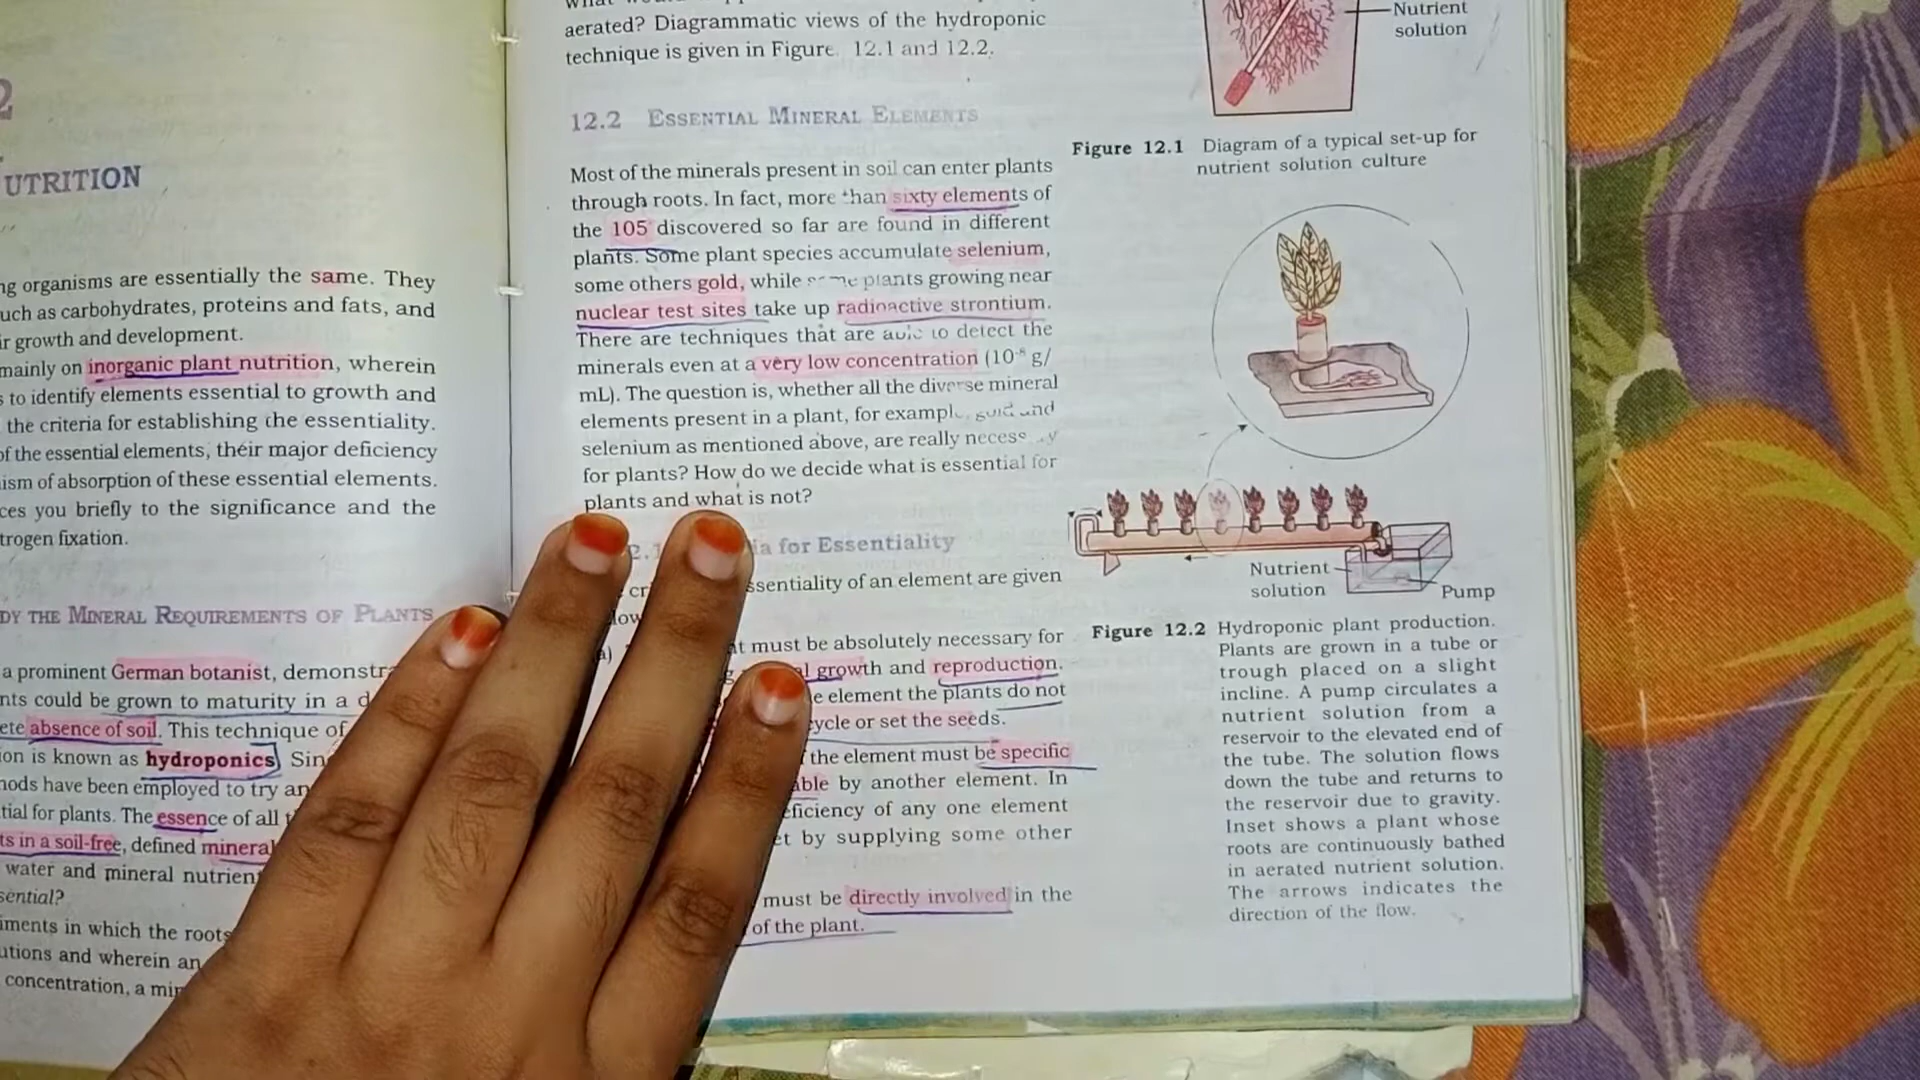 UTRITION
ng organisms are essentially the same. They
uch as carbohydrates, proteins and fats, and
ir growth and development.
mainly on inorganic plant nutrition, wherein
s to identify elements essential to growth and
the criteria for establishing the essentiality.
of the essential elements, their major deficiency
ism of absorption of these essential elements.
ces you briefly to the significance and the
trogen fixation.
DY THE MINERAL REQUIREMENTS OF PLANTS
a prominent German botanist, demonstr
nts could be grown to maturity in a d
ete absence of soil. This technique of
ion is known as hydroponics. Sin
hods have been employed to try an
tial for plants. The essence of all t
ts in a soil-free, defined mineral
water and mineral nutrien
sential?
iments in which the roots
utions and wherein an
concentration, a mi
aerated? Diagrammatic views of the hydroponic
technique is given in Figure 12.1 and 12.2.
12.2 ESSENTIAL MINERAL ELEMENTS
Most of the minerals present in soil can enter plants
through roots. In fact, more than sixty elements of
the 105 discovered so far are found in different
plants. Some plant species accumulate selenium,
some others gold, while some plants growing near
nuclear test sites take up radioactive strontium.
There are techniques that are able to detect the
minerals even at a very low concentration (10⁻⁸ g/
mL). The question is, whether all the diverse mineral
elements present in a plant, for example, gold and
selenium as mentioned above, are really necess y
for plants? How do we decide what is essential for
plants and what is not?
2.1 ia for Essentiality
cri ssentiality of an element are given
low
a) t must be absolutely necessary for
l growth and reproduction.
e element the plants do not
ycle or set the seeds.
the element must be specific
able by another element. In
eficiency of any one element
et by supplying some other
must be directly involved in the
of the plant.
Nutrient
solution
Figure 12.1 Diagram of a typical set-up for
nutrient solution culture
Nutrient
solution
Pump
Figure 12.2 Hydroponic plant production.
Plants are grown in a tube or
trough placed on a slight
incline. A pump circulates a
nutrient solution from a
reservoir to the elevated end of
the tube. The solution flows
down the tube and returns to
the reservoir due to gravity.
Inset shows a plant whose
roots are continuously bathed
in aerated nutrient solution.
The arrows indicates the
direction of the flow.